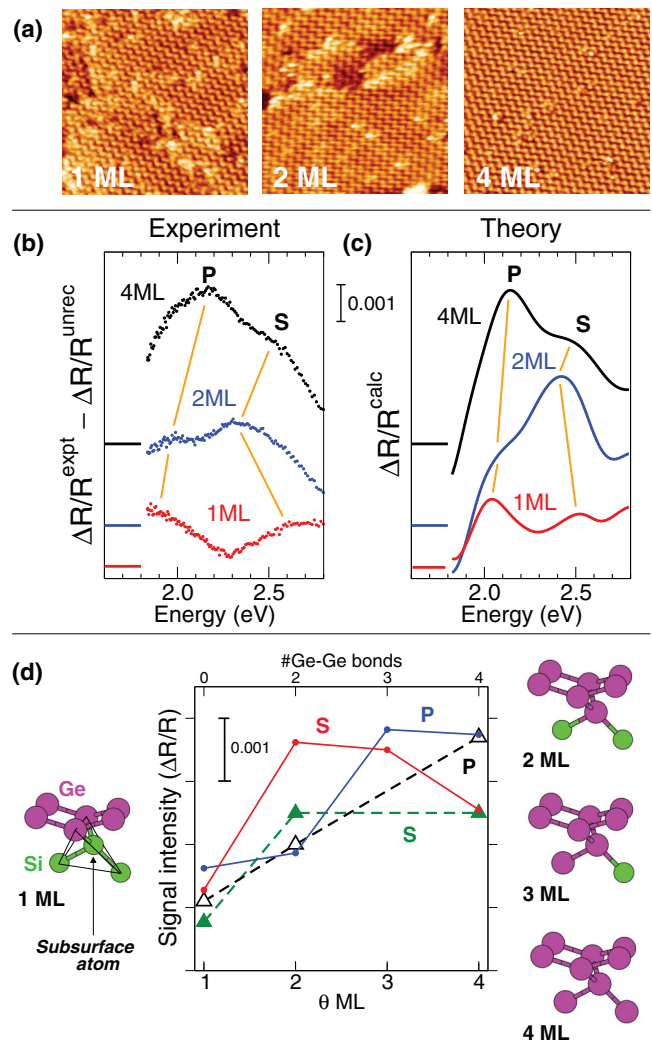 (a)
1 ML
2 ML
4 ML
(b)
Experiment
(c)
Theory
ΔR/R^expt − ΔR/R^unrec
4ML
P
S
2ML
1ML
0.001
2.0
2.5
Energy (eV)
ΔR/R^calc
4ML
P
S
2ML
1ML
2.0
2.5
Energy (eV)
(d)
#Ge-Ge bonds
0
2
3
4
Signal intensity (ΔR/R)
0.001
S
P
P
S
1
2
3
4
θ ML
Ge
Si
1 ML
Subsurface
atom
2 ML
3 ML
4 ML